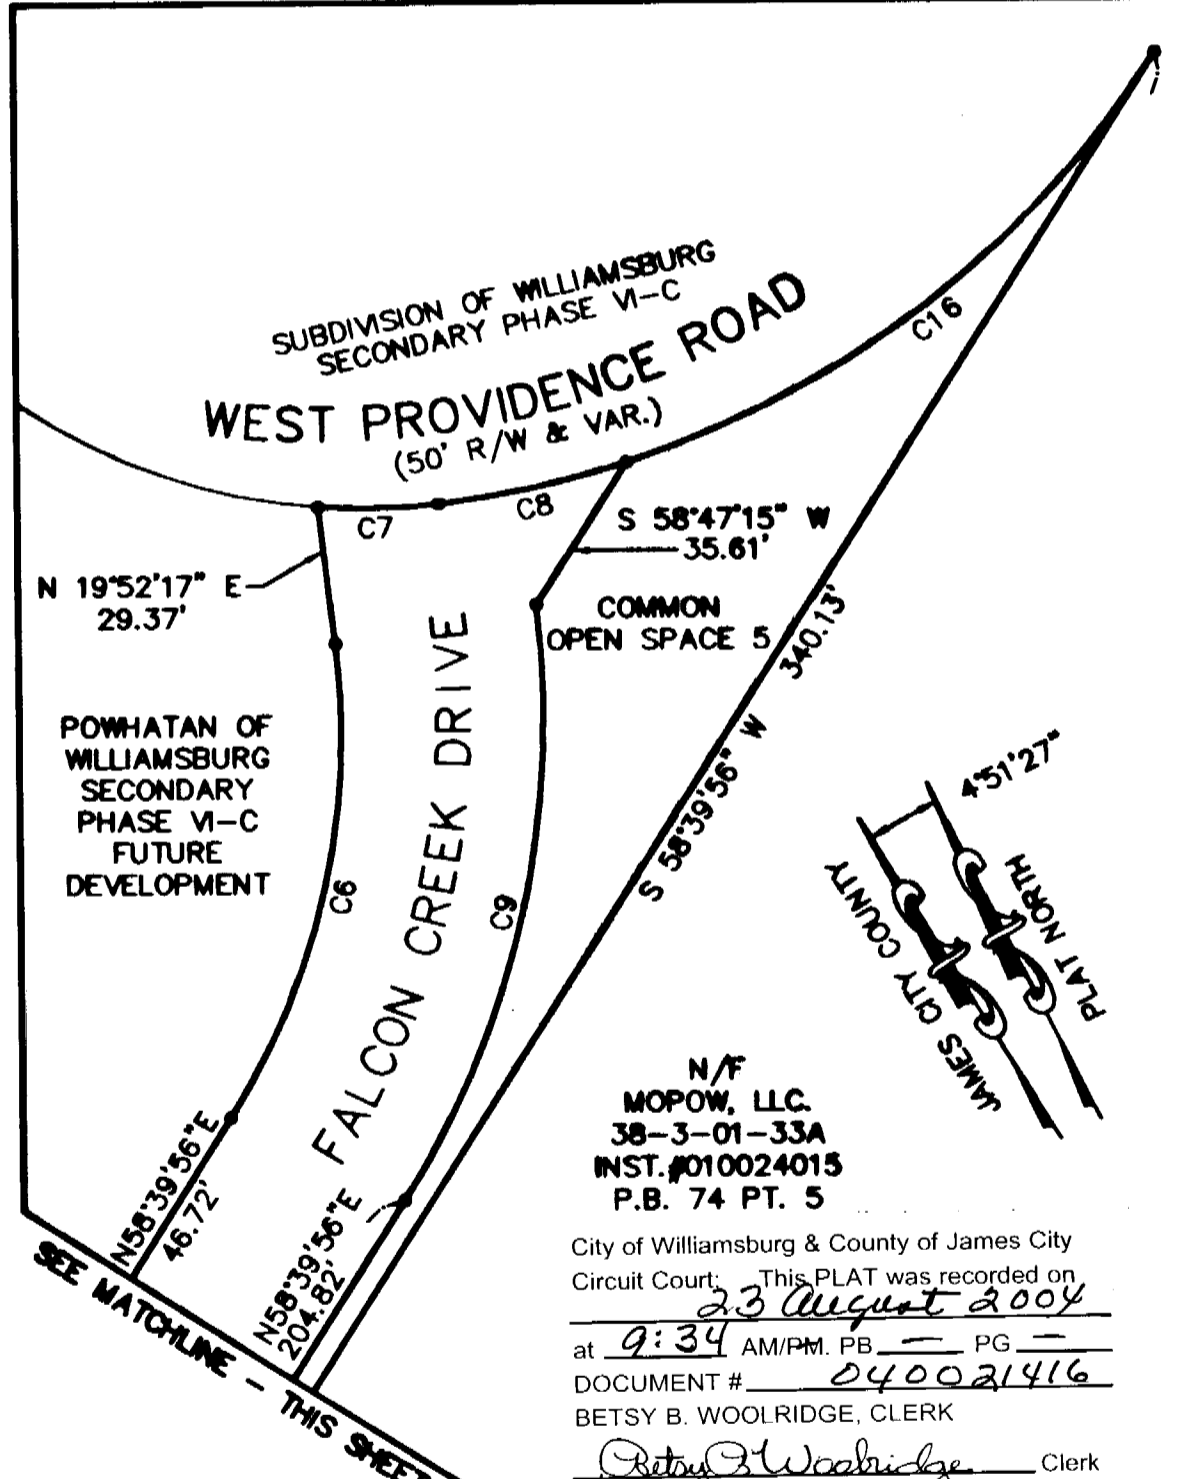 SUBDIVISION OF WILLIAMSBURG
SECONDARY PHASE VI-C
WEST PROVIDENCE ROAD
(50' R/W & VAR.)
C16
C7
C8
S 58°47'15" W
35.61'
N 19°52'17" E
29.37'
COMMON
OPEN SPACE 5
340.13'
S 58°39'56" W
POWHATAN OF
WILLIAMSBURG
SECONDARY
PHASE VI-C
FUTURE
DEVELOPMENT
C6
FALCON CREEK DRIVE
C9
4°51'27"
JAMES CITY COUNTY
PLAT NORTH
N/F
MOPOW, LLC.
38-3-01-33A
INST.#010024015
P.B. 74 PT. 5
N58°39'56"E
46.72'
N58°39'56"E
204.82'
SEE MATCHLINE - THIS SHEET
City of Williamsburg & County of James City
Circuit Court: This PLAT was recorded on
23 August 2004
at 9:34 AM/PM. PB — PG —
DOCUMENT # 040021416
BETSY B. WOOLRIDGE, CLERK
Betsy B Woolridge Clerk